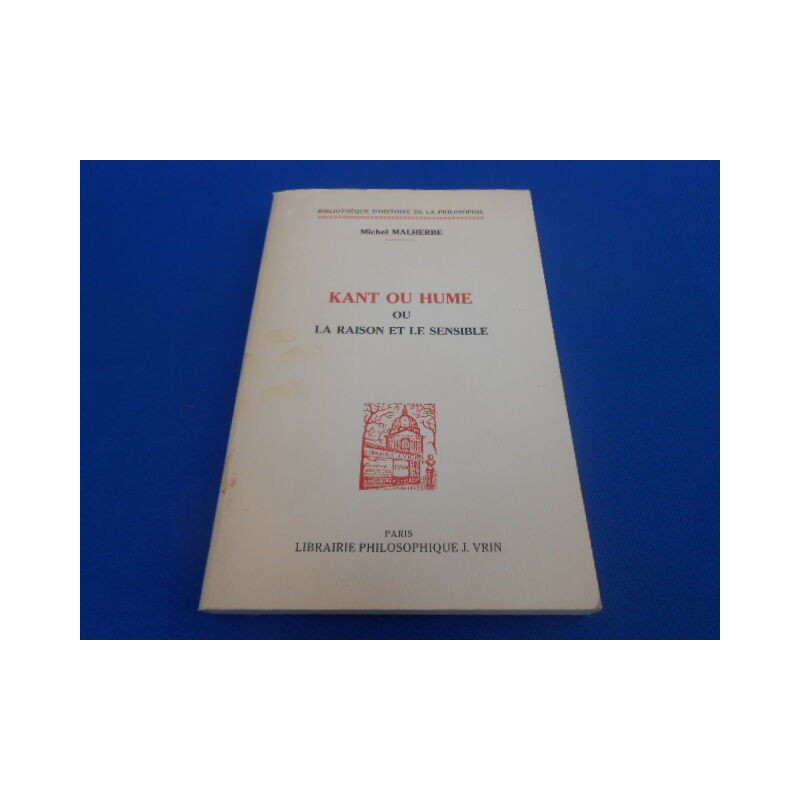 BIBLIOTHÈQUE D'HISTOIRE DE LA PHILOSOPHIE
Michel MALHERBE
KANT OU HUME
OU
LA RAISON ET LE SENSIBLE
PARIS
LIBRAIRIE PHILOSOPHIQUE J. VRIN